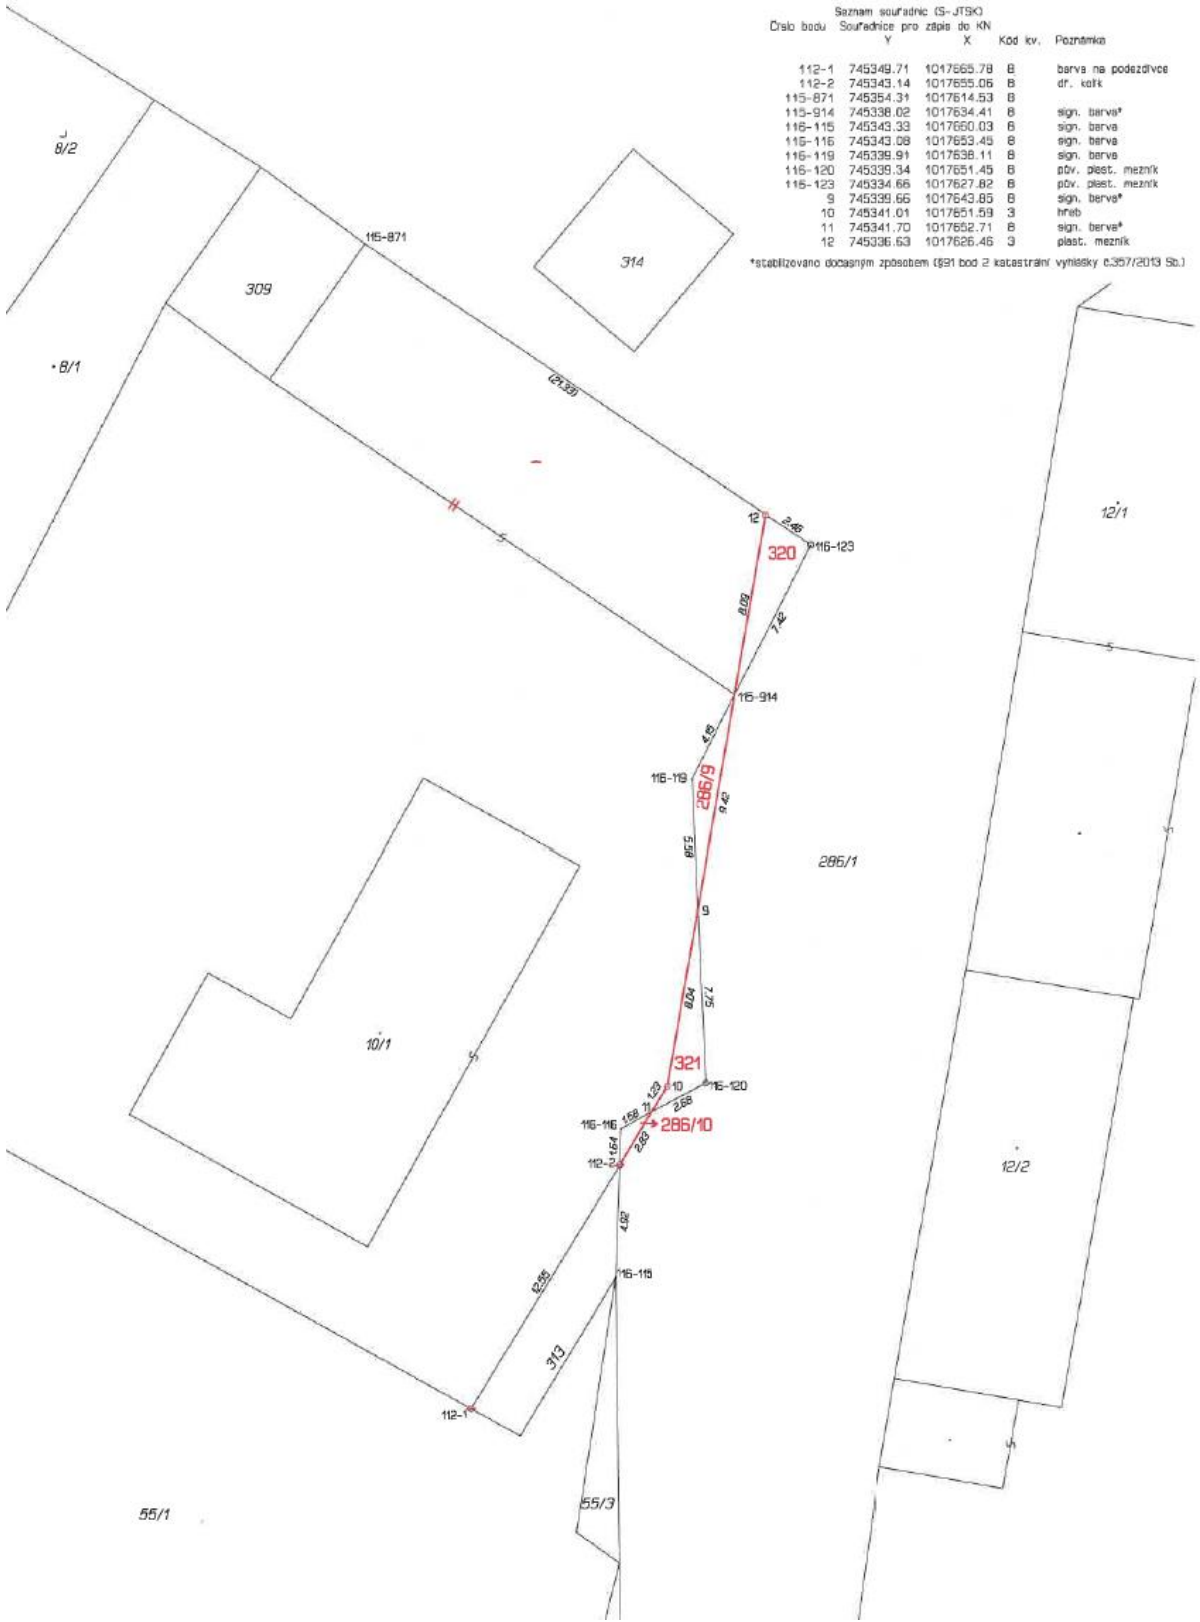 Seznam souřadnic (S-JTSK)
Číslo bodu Souřadnice pro zápis do KN
Y X Kód kv. Poznámka
112-1 745349.71 1017665.78 8 barva na podezdívce
112-2 745343.14 1017655.06 8 dř. kolík
115-871 745354.31 1017614.53 8
115-914 745338.02 1017634.41 8 sign. barva*
116-115 745343.33 1017660.03 8 sign. barva
116-116 745343.08 1017653.45 8 sign. barva
116-119 745339.91 1017638.11 8 sign. barva
116-120 745339.34 1017651.45 8 pův. plast. mezník
116-123 745334.66 1017627.82 8 pův. plast. mezník
9 745339.66 1017643.85 8 sign. barva*
10 745341.01 1017651.59 3 hřeb
11 745341.70 1017652.71 8 sign. barva*
12 745336.63 1017626.46 3 plast. mezník
*stabilizováno dočasným způsobem (§91 bod 2 katastrální vyhlášky č.357/2013 Sb.)
8/2
115-871
314
309
8/1
(21.33)
12/1
12
2.46
320
116-123
8.09
7.42
115-914
4.15
116-119
286/9
9.42
5.58
286/1
9
8.04
7.75
10/1
321
10
116-120
1.23
2.68
1.58
116-116
286/10
1.64
2.83
112-2
12/2
4.92
116-115
12.55
313
112-1
55/3
55/1